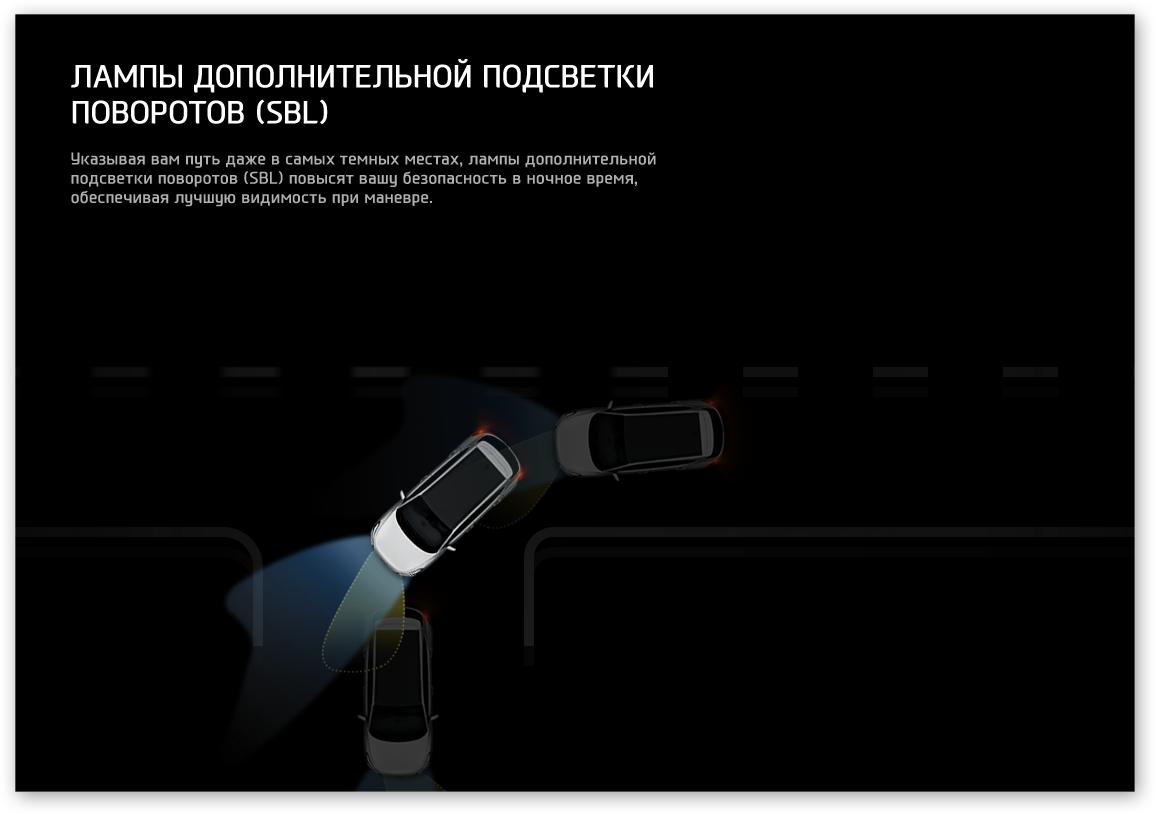 ЛАМПЫ ДОПОЛНИТЕЛЬНОЙ ПОДСВЕТКИ
ПОВОРОТОВ (SBL)
Указывая вам путь даже в самых темных местах, лампы дополнительной
подсветки поворотов (SBL) повысят вашу безопасность в ночное время,
обеспечивая лучшую видимость при маневре.